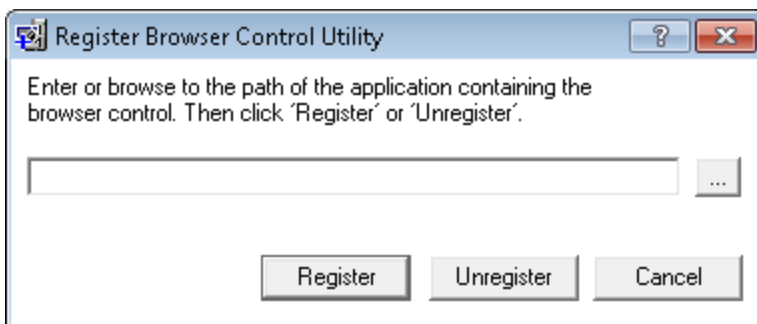 Register Browser Control Utility
?
Enter or browse to the path of the application containing the
browser control. Then click ´Register´ or ´Unregister´.
...
Register Unregister Cancel